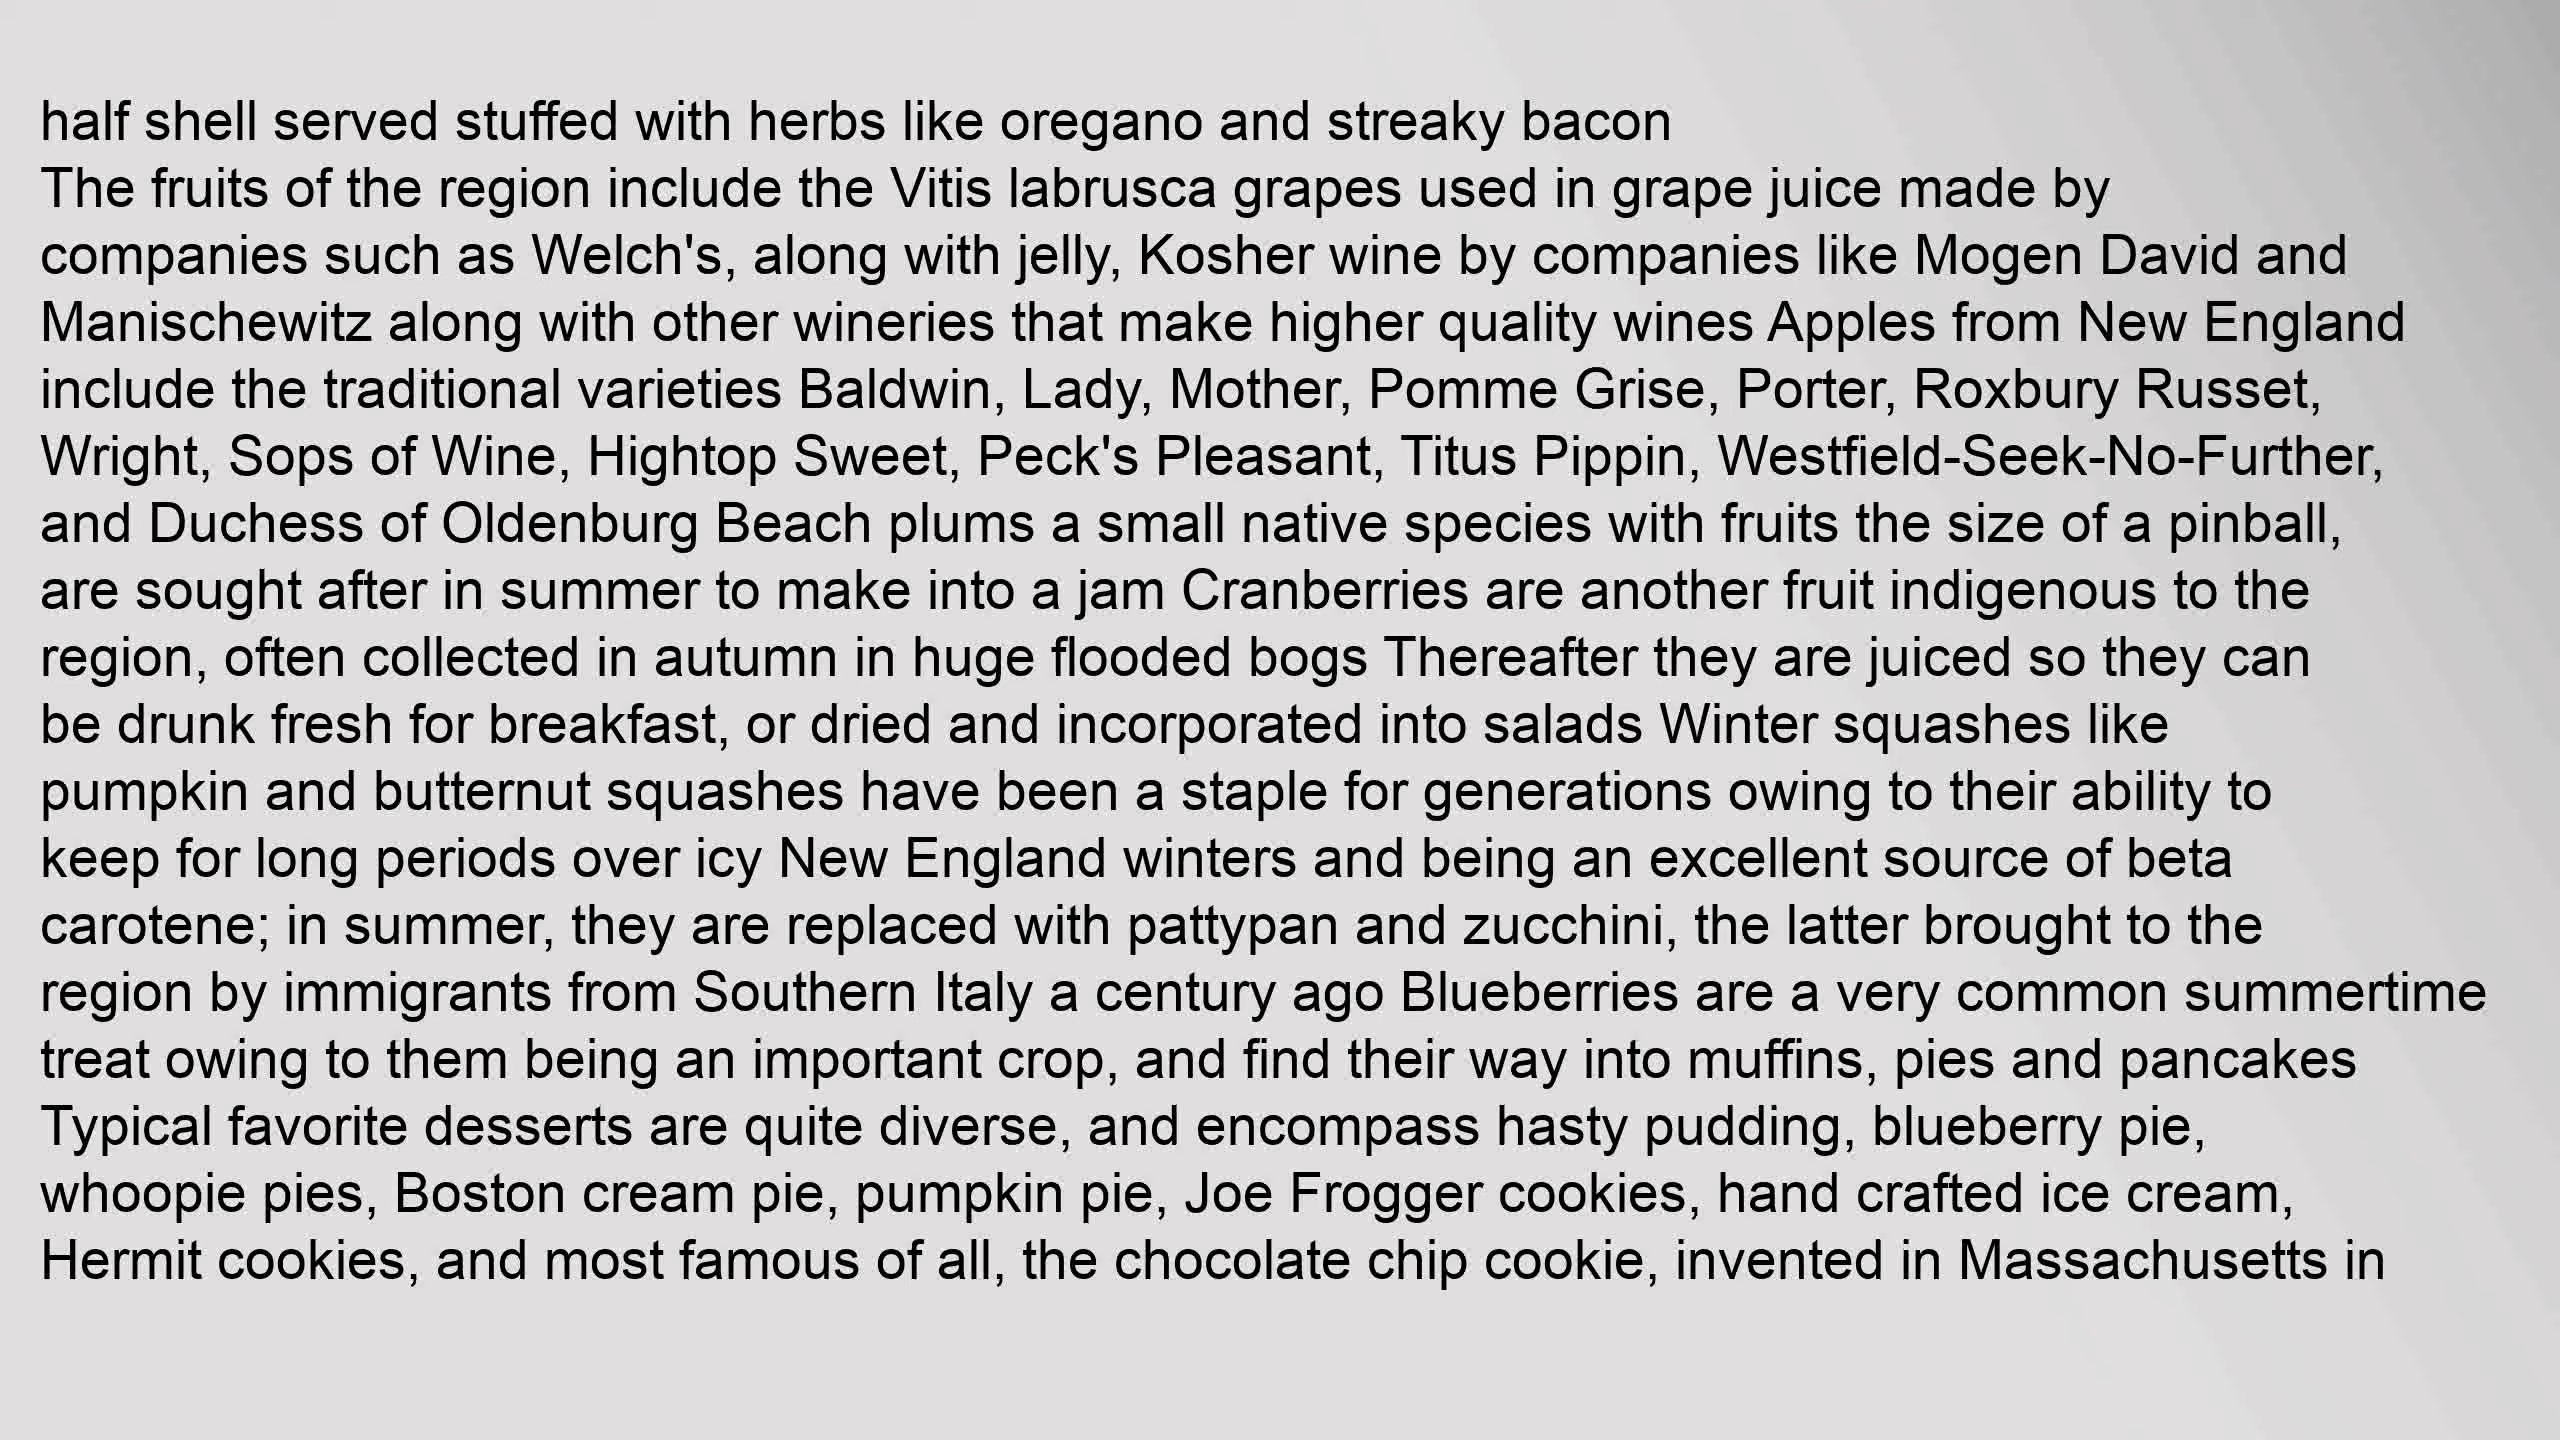 half shell served stuffed with herbs like oregano and streaky bacon
The fruits of the region include the Vitis labrusca grapes used in grape juice made by
companies such as Welch's, along with jelly, Kosher wine by companies like Mogen David and
Manischewitz along with other wineries that make higher quality wines Apples from New England
include the traditional varieties Baldwin, Lady, Mother, Pomme Grise, Porter, Roxbury Russet,
Wright, Sops of Wine, Hightop Sweet, Peck's Pleasant, Titus Pippin, Westfield-Seek-No-Further,
and Duchess of Oldenburg Beach plums a small native species with fruits the size of a pinball,
are sought after in summer to make into a jam Cranberries are another fruit indigenous to the
region, often collected in autumn in huge flooded bogs Thereafter they are juiced so they can
be drunk fresh for breakfast, or dried and incorporated into salads Winter squashes like
pumpkin and butternut squashes have been a staple for generations owing to their ability to
keep for long periods over icy New England winters and being an excellent source of beta
carotene; in summer, they are replaced with pattypan and zucchini, the latter brought to the
region by immigrants from Southern Italy a century ago Blueberries are a very common summertime
treat owing to them being an important crop, and find their way into muffins, pies and pancakes
Typical favorite desserts are quite diverse, and encompass hasty pudding, blueberry pie,
whoopie pies, Boston cream pie, pumpkin pie, Joe Frogger cookies, hand crafted ice cream,
Hermit cookies, and most famous of all, the chocolate chip cookie, invented in Massachusetts in